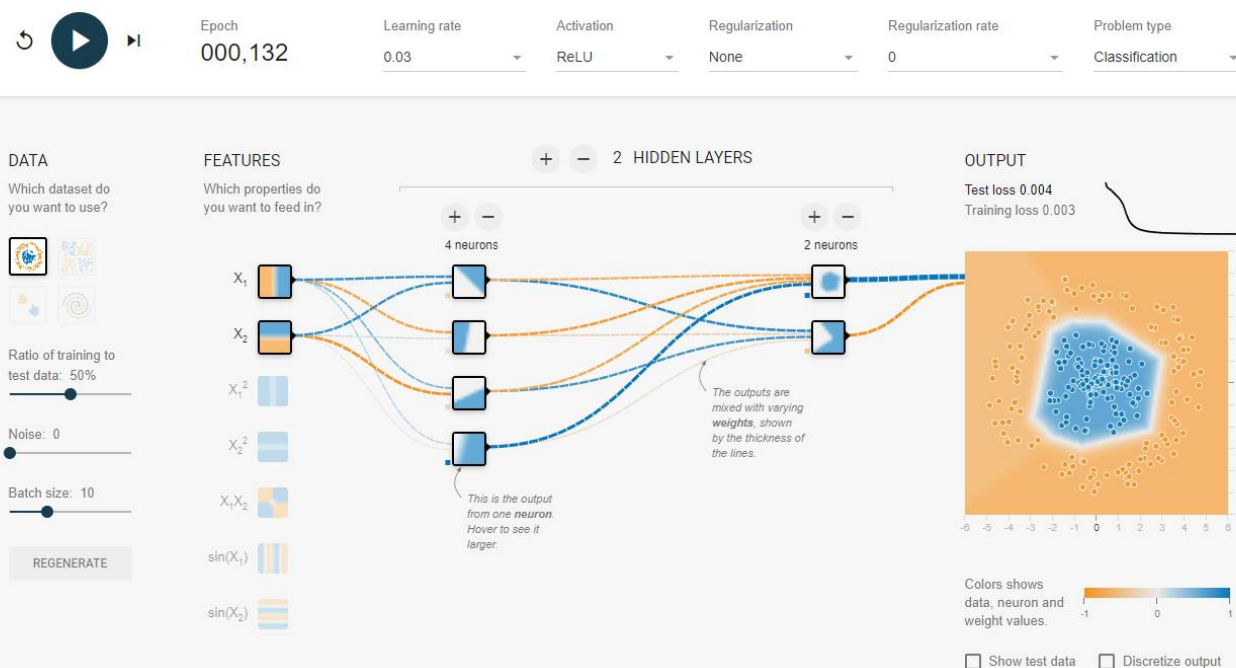 Epoch
000,132
Learning rate
0.03
Activation
ReLU
Regularization
None
Regularization rate
0
Problem type
Classification
DATA
Which dataset do
you want to use?
Ratio of training to
test data: 50%
Noise: 0
Batch size: 10
REGENERATE
FEATURES
Which properties do
you want to feed in?
X₁
X₂
X₁²
X₂²
X₁X₂
sin(X₁)
sin(X₂)
+ − 2 HIDDEN LAYERS
+ −
4 neurons
+ −
2 neurons
This is the output
from one neuron.
Hover to see it
larger.
The outputs are
mixed with varying
weights, shown
by the thickness of
the lines.
OUTPUT
Test loss 0.004
Training loss 0.003
-6 -5 -4 -3 -2 -1 0 1 2 3 4 5 6
Colors shows
data, neuron and
weight values.
-1 0 1
Show test data
Discretize output